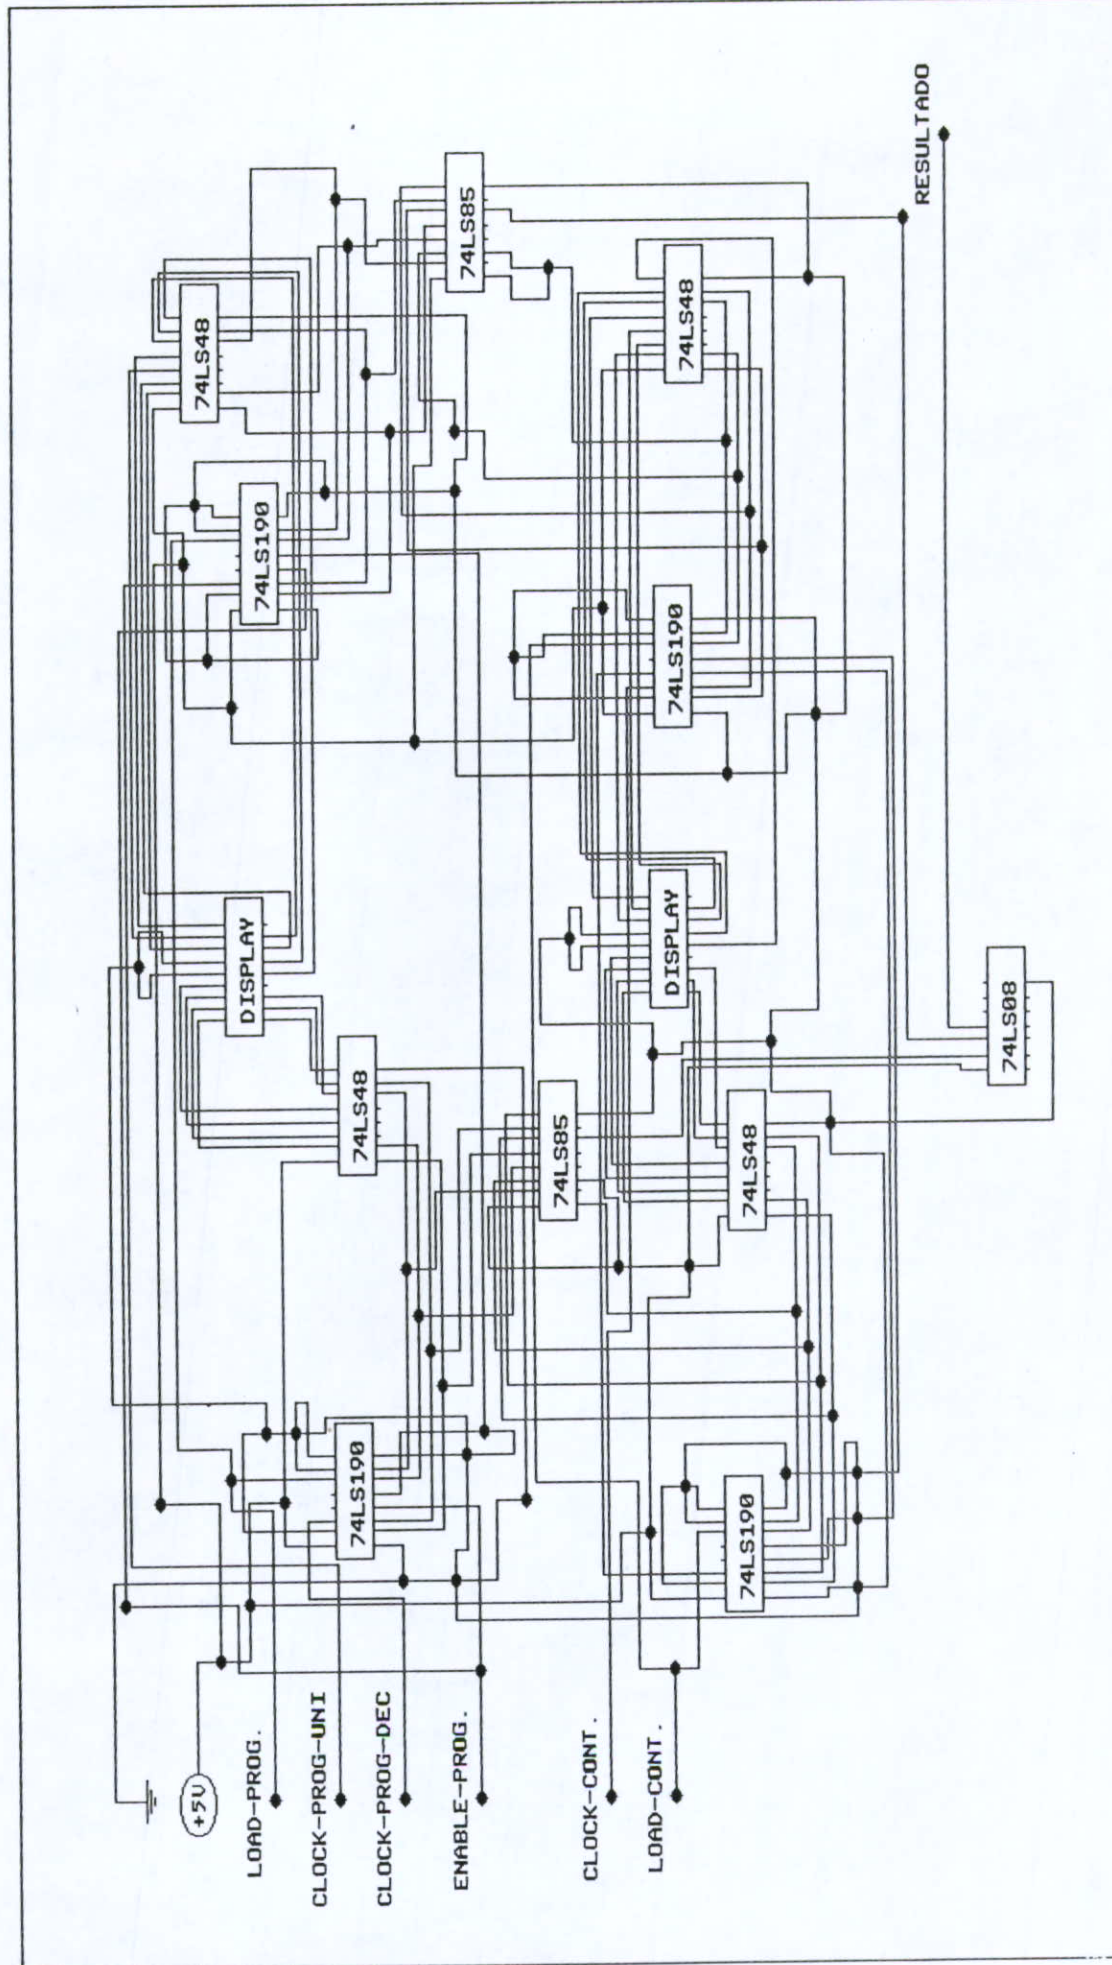 +5V
LOAD-PROG.
CLOCK-PROG-UNI
CLOCK-PROG-DEC
ENABLE-PROG.
CLOCK-CONT.
LOAD-CONT.
74LS190
74LS48
DISPLAY
74LS190
74LS48
74LS85
74LS85
74LS190
74LS48
DISPLAY
74LS190
74LS48
74LS08
RESULTADO